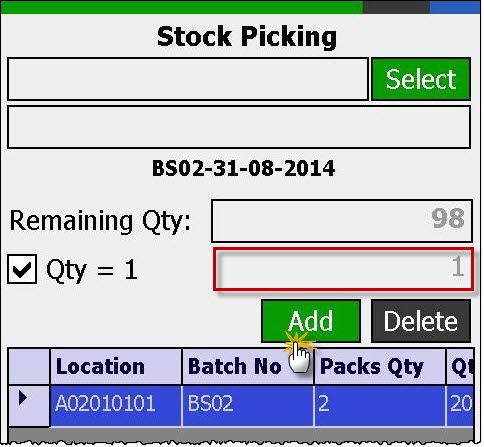 Stock Picking
Select
BS02-31-08-2014
Remaining Qty: 98
Qty = 1 1
Add Delete
Location Batch No Packs Qty Qt
A02010101 BS02 2 20